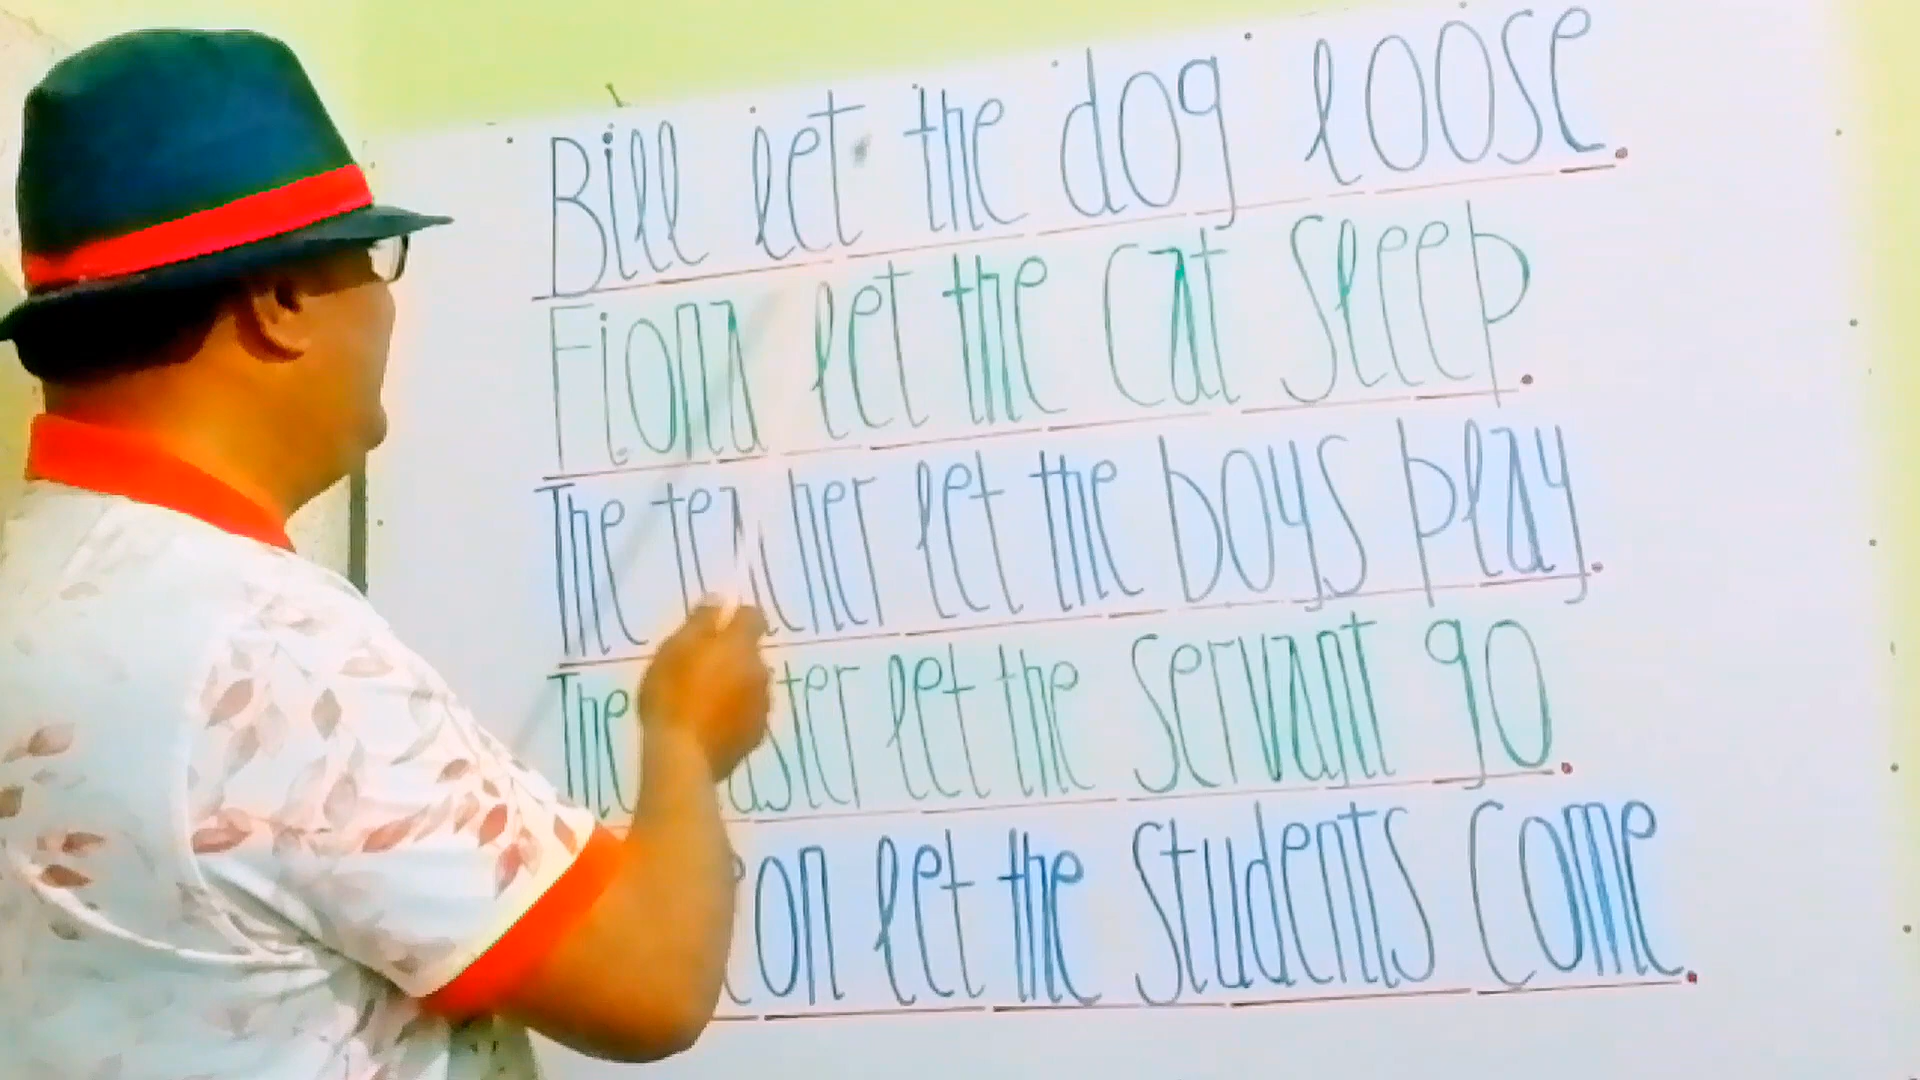 Bill let the dog loose.
Fiona let the cat sleep.
The teacher let the boys play.
The let the servant go.
let the students come.